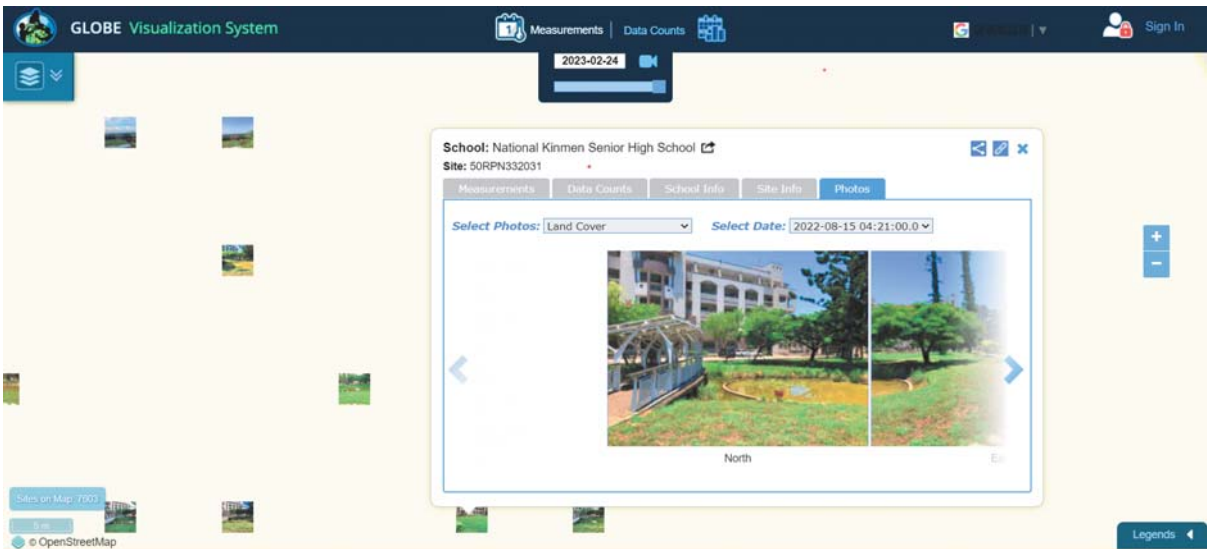 GLOBE Visualization System
1 Measurements | Data Counts
Sign In
2023-02-24
School: National Kinmen Senior High School
Site: 50RPN332031
Measurements Data Counts School Info Site Info Photos
Select Photos: Land Cover Select Date: 2022-08-15 04:21:00.0
North Ea
Sites on Map: 7603
5 m
© OpenStreetMap
Legends